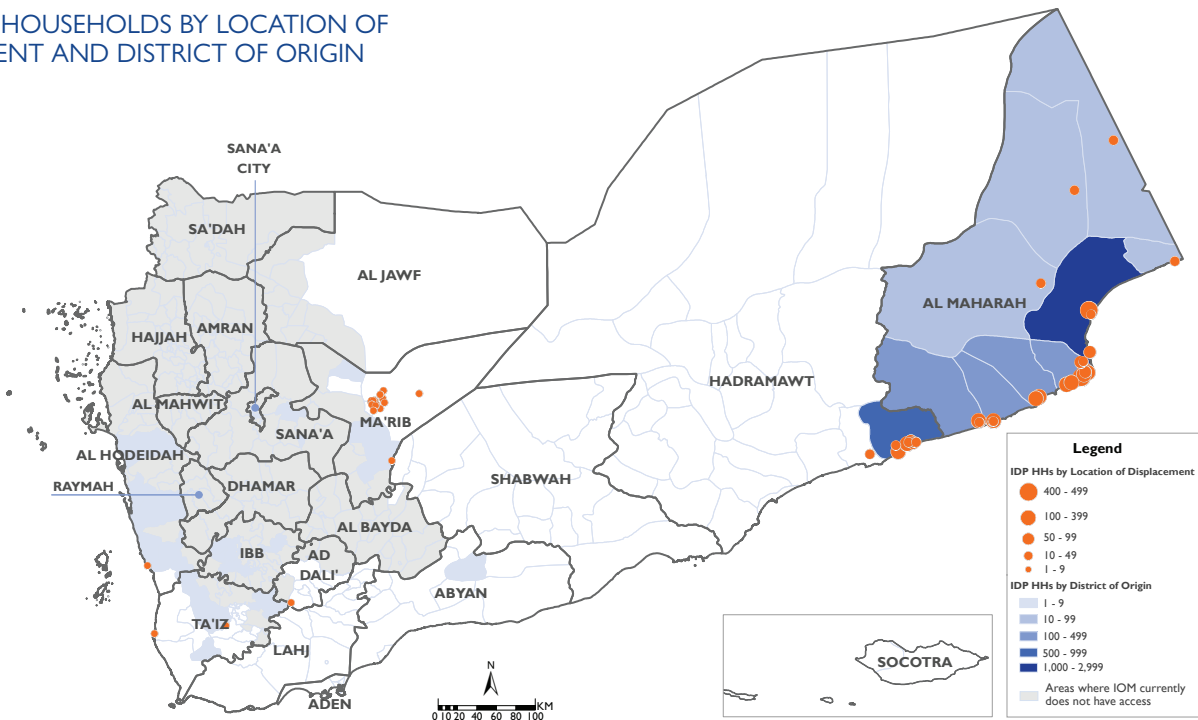 HOUSEHOLDS BY LOCATION OF
ENT AND DISTRICT OF ORIGIN
SANA'A
CITY
SA'DAH
AL JAWF
HAJJAH
AMRAN
AL MAHARAH
HADRAMAWT
AL MAHWIT
MA'RIB
SANA'A
AL HODEIDAH
SHABWAH
RAYMAH
DHAMAR
AL BAYDA
IBB
AD
DALI'
ABYAN
TA'IZ
LAHJ
ADEN
SOCOTRA
N
KM
0 10 20 40 60 80 100
Legend
IDP HHs by Location of Displacement
400 - 499
100 - 399
50 - 99
10 - 49
1 - 9
IDP HHs by District of Origin
1 - 9
10 - 99
100 - 499
500 - 999
1,000 - 2,999
Areas where IOM currently
does not have access